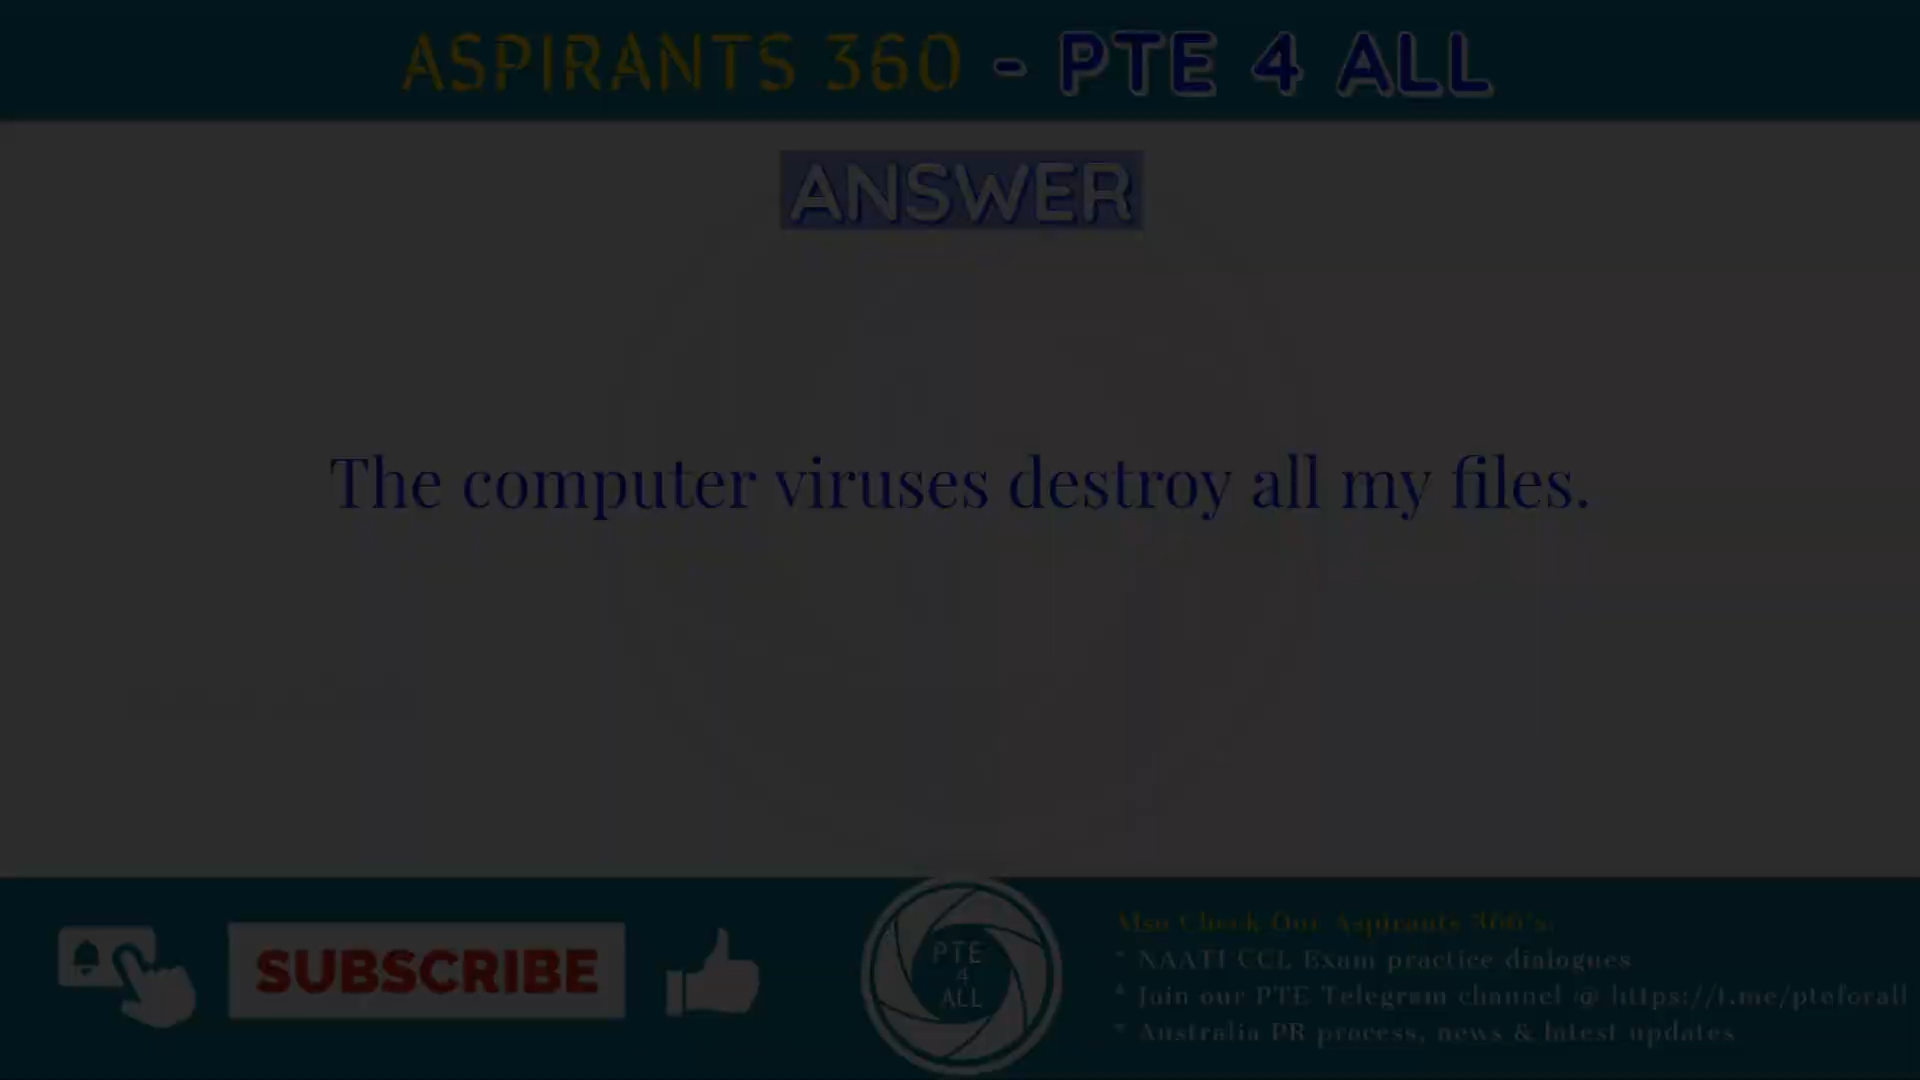 ASPIRANTS 360 - PTE 4 ALL
ANSWER
The computer viruses destroy all my files.
SUBSCRIBE
PTE
4
ALL
Also Check Our Aspirants 360's:
* NAATI CCL Exam practice dialogues
* Join our PTE Telegram channel @ https://t.me/pteforall
* Australia PR process, news & latest updates